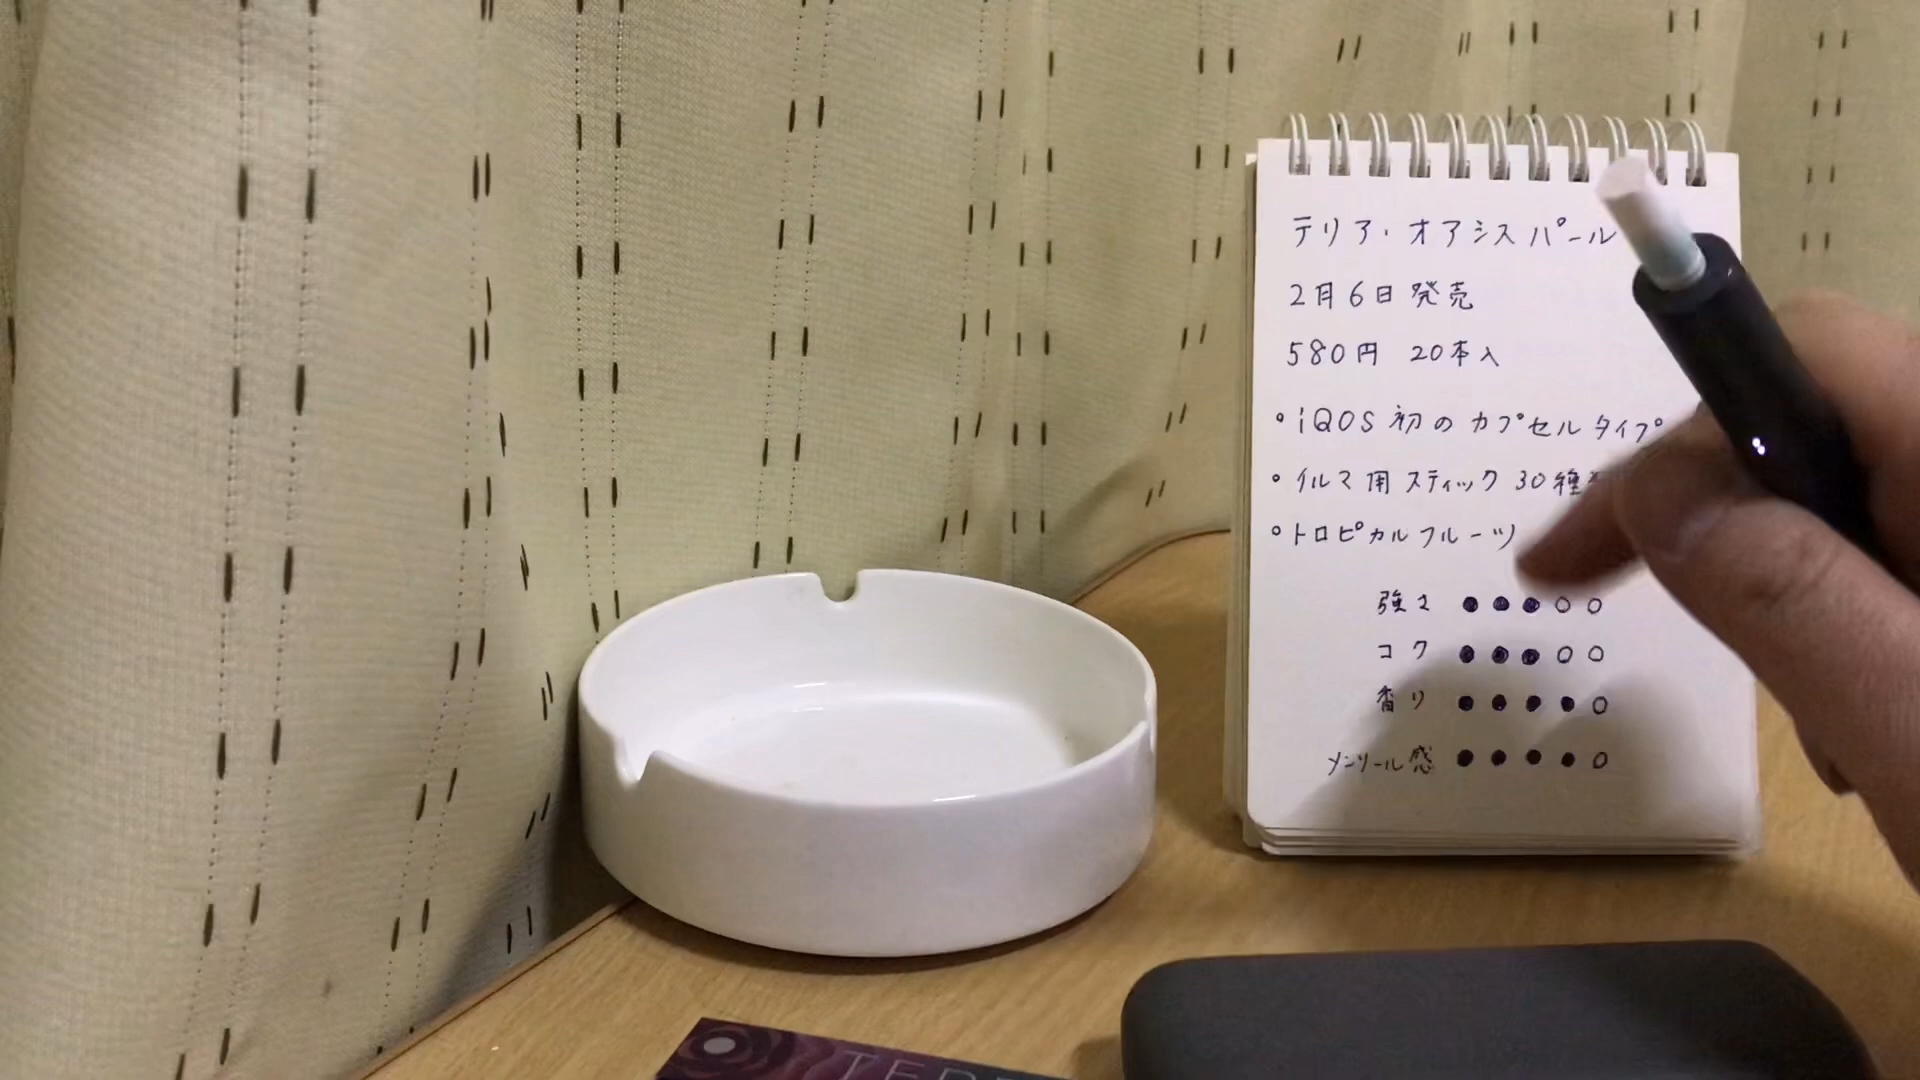 テリア・オアシスパール
2月6日発売
580円 20本入
°iQOS初のカプセルタイプ
°イルマ用スティック30種
°トロピカルフルーツ
強さ ●●●○○
コク ●●●○○
香り ●●●●○
メンソール感 ●●●●○